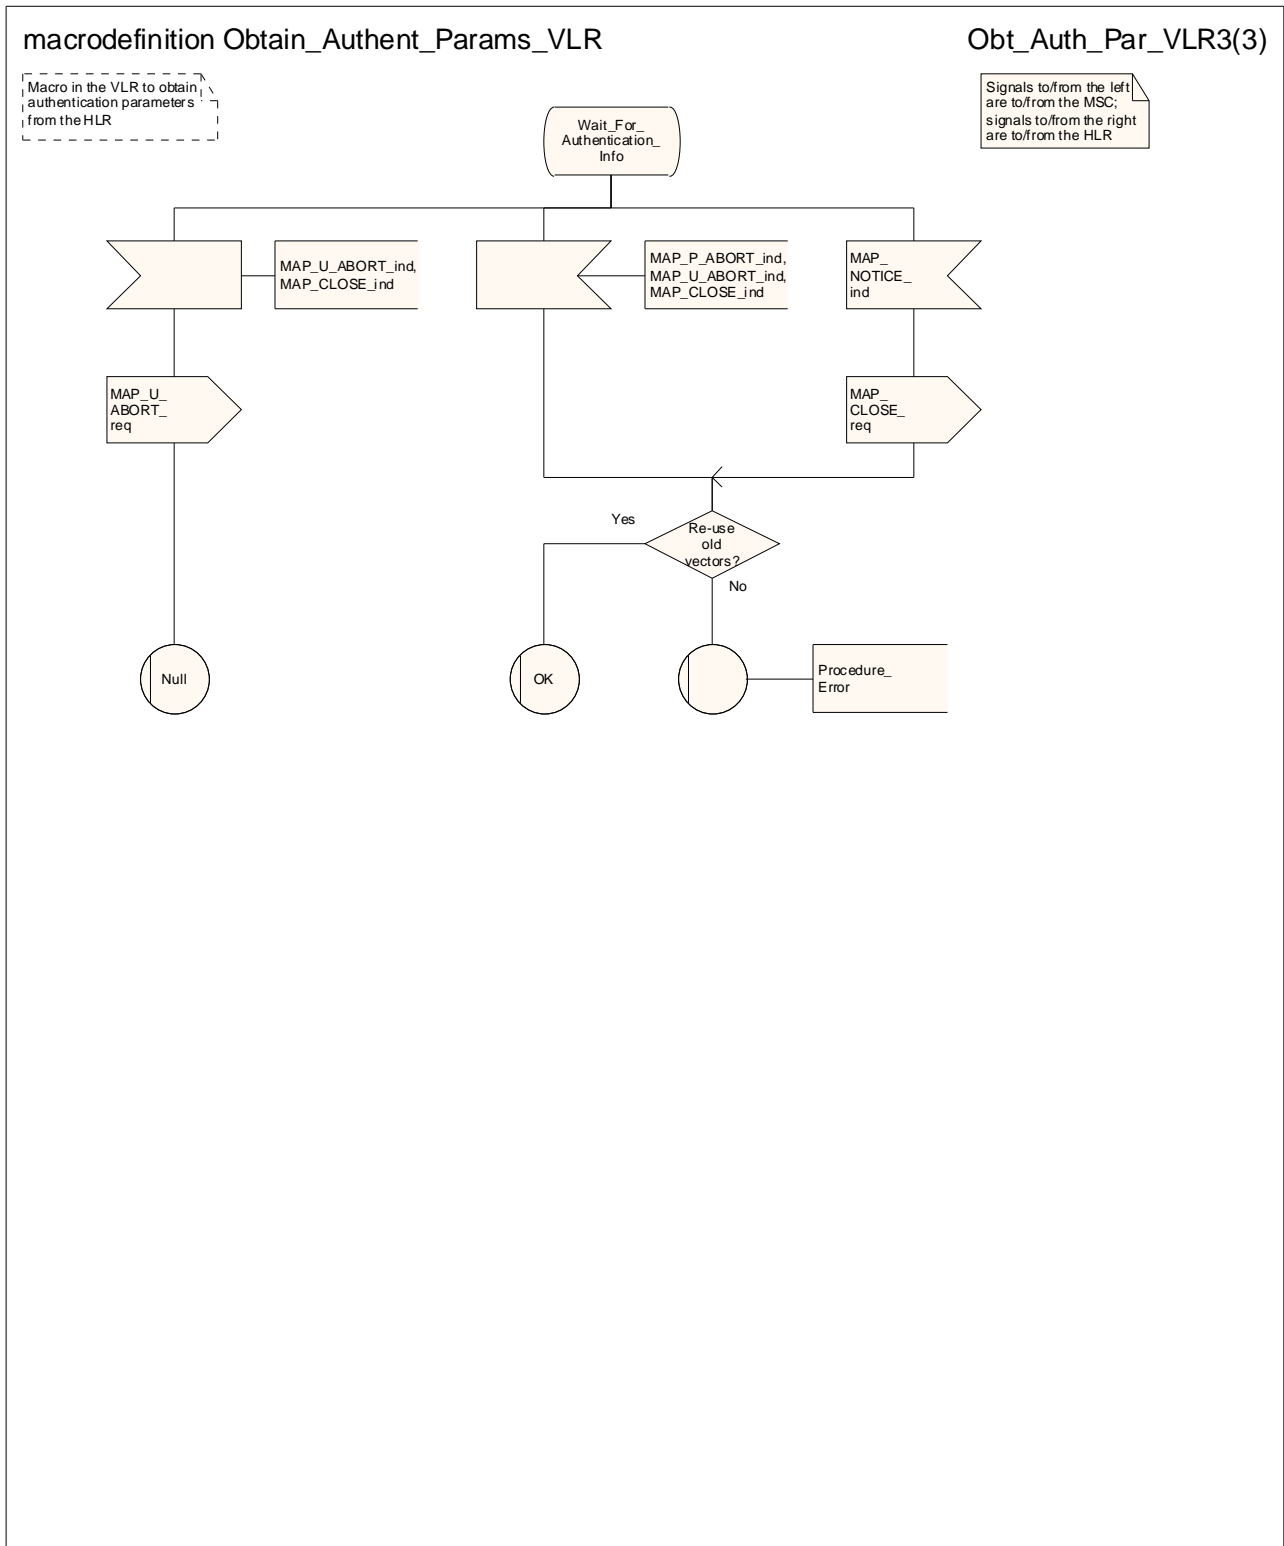 macrodefinition Obtain_Authent_Params_VLR
Obt_Auth_Par_VLR3(3)
Macro in the VLR to obtain
authentication parameters
from the HLR
Signals to/from the left
are to/from the MSC;
signals to/from the right
are to/from the HLR
Wait_For_
Authentication_
Info
MAP_U_ABORT_ind,
MAP_CLOSE_ind
MAP_P_ABORT_ind,
MAP_U_ABORT_ind,
MAP_CLOSE_ind
MAP_
NOTICE_
ind
MAP_U_
ABORT_
req
MAP_
CLOSE_
req
Yes
Re-use
old
vectors?
No
Null
OK
Procedure_
Error